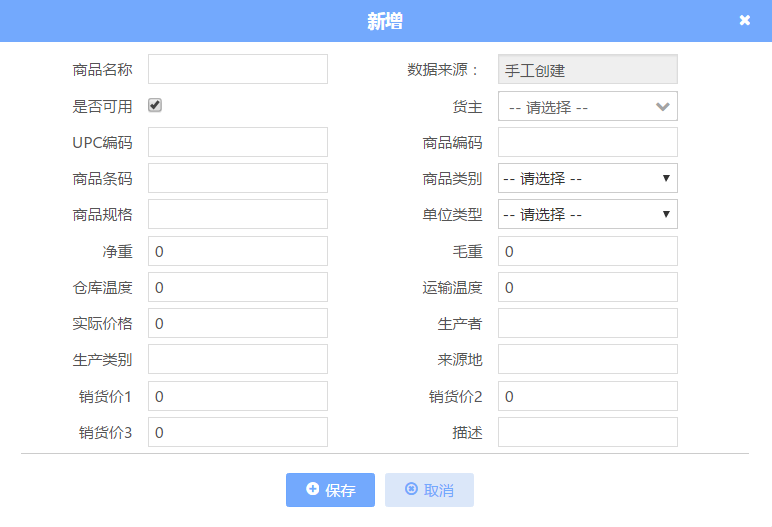 新增
商品名称 数据来源： 手工创建
是否可用 货主 -- 请选择 --
UPC编码 商品编码
商品条码 商品类别 -- 请选择 --
商品规格 单位类型 -- 请选择 --
净重 0 毛重 0
仓库温度 0 运输温度 0
实际价格 0 生产者
生产类别 来源地
销货价1 0 销货价2 0
销货价3 0 描述
保存 取消